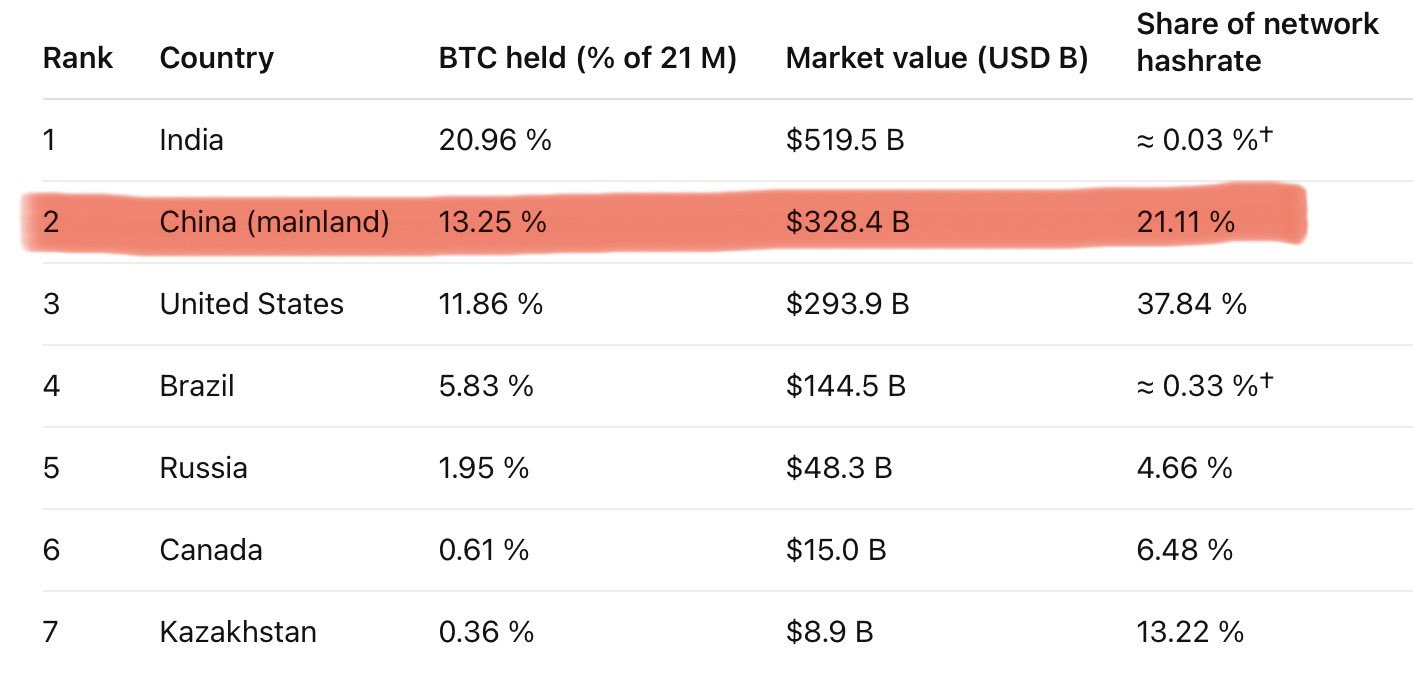 Rank Country BTC held (% of 21 M) Market value (USD B) Share of network hashrate
1 India 20.96 % $519.5 B ≈ 0.03 %†
2 China (mainland) 13.25 % $328.4 B 21.11 %
3 United States 11.86 % $293.9 B 37.84 %
4 Brazil 5.83 % $144.5 B ≈ 0.33 %†
5 Russia 1.95 % $48.3 B 4.66 %
6 Canada 0.61 % $15.0 B 6.48 %
7 Kazakhstan 0.36 % $8.9 B 13.22 %